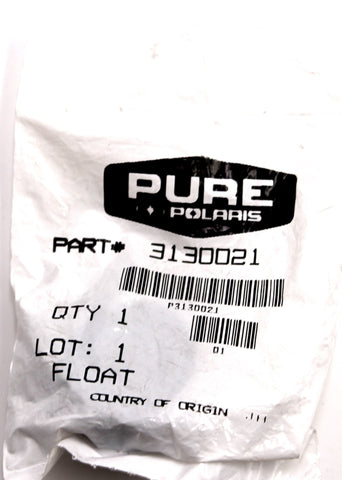 PURE
POLARIS
PART# 3130021
P3130021
QTY 1
01
LOT: 1
FLOAT
COUNTRY OF ORIGIN